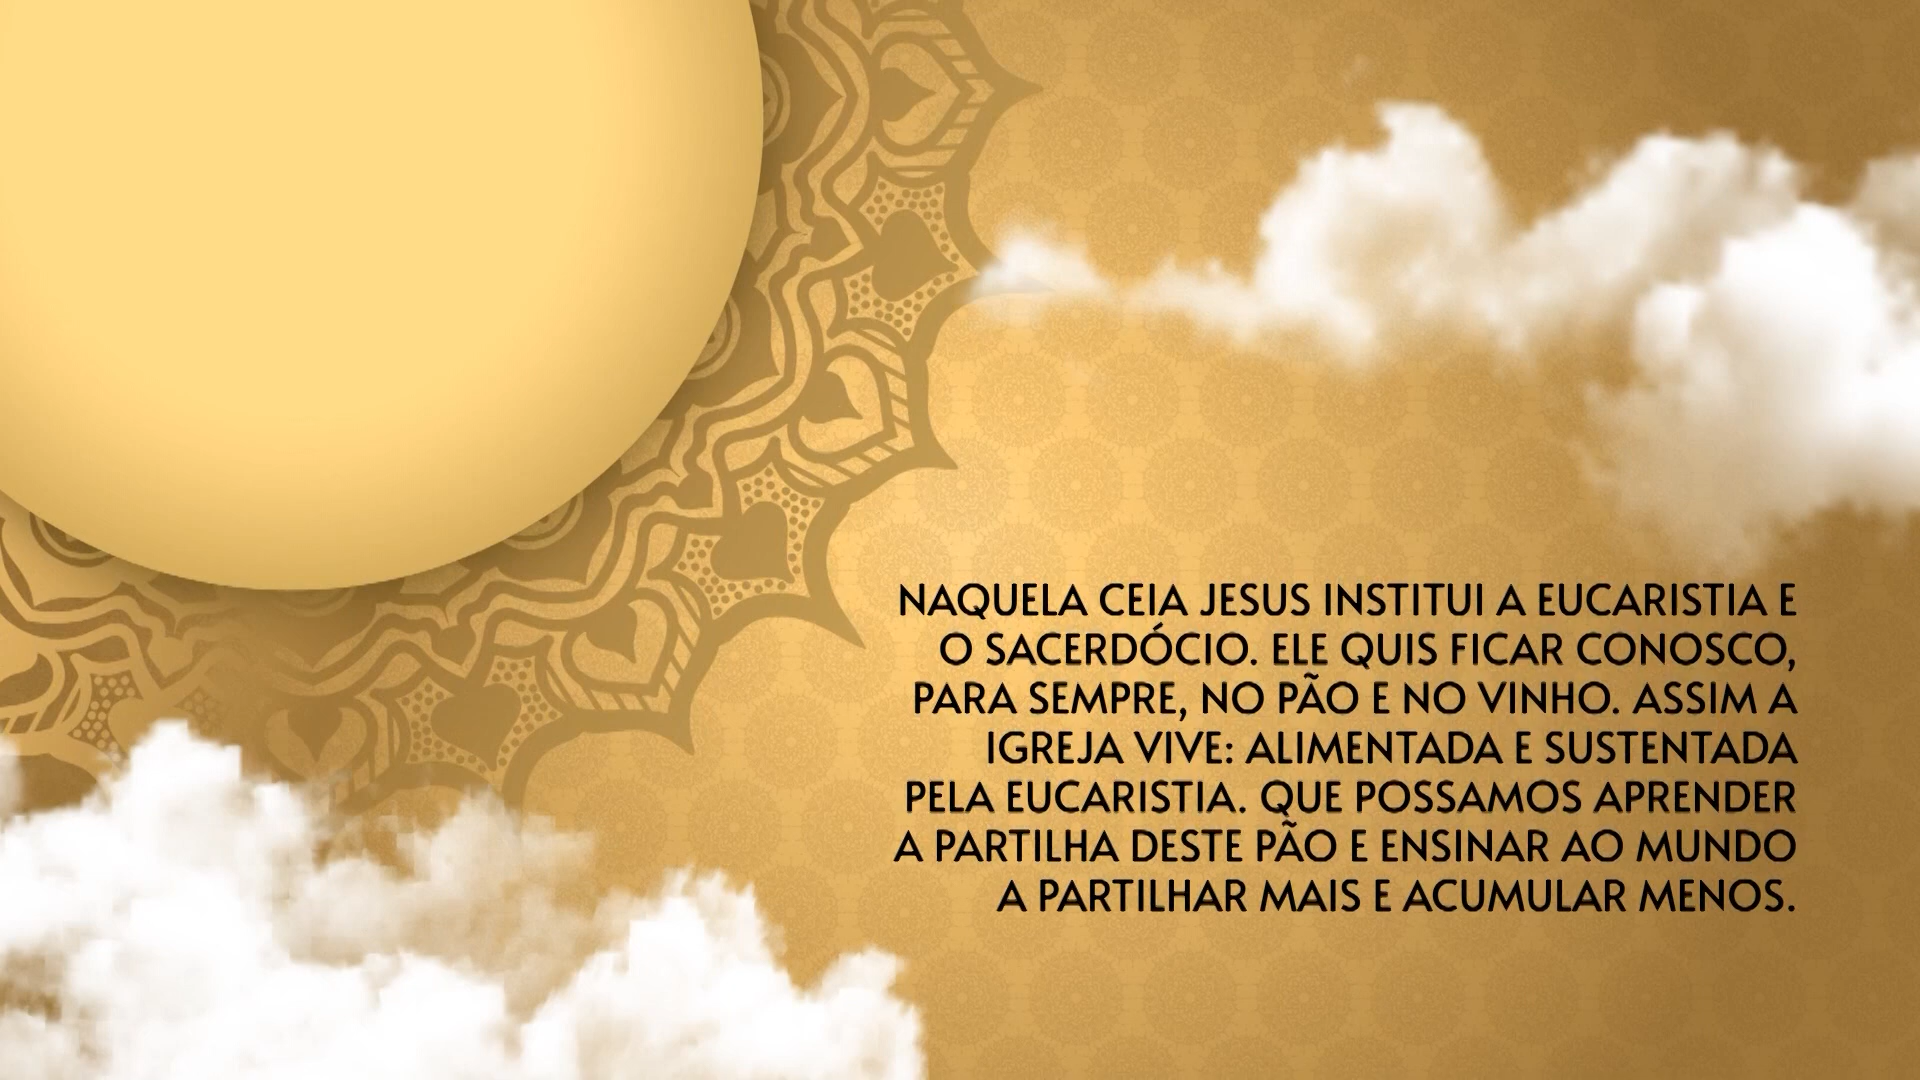 NAQUELA CEIA JESUS INSTITUI A EUCARISTIA E
O SACERDÓCIO. ELE QUIS FICAR CONOSCO,
PARA SEMPRE, NO PÃO E NO VINHO. ASSIM A
IGREJA VIVE: ALIMENTADA E SUSTENTADA
PELA EUCARISTIA. QUE POSSAMOS APRENDER
A PARTILHA DESTE PÃO E ENSINAR AO MUNDO
A PARTILHAR MAIS E ACUMULAR MENOS.